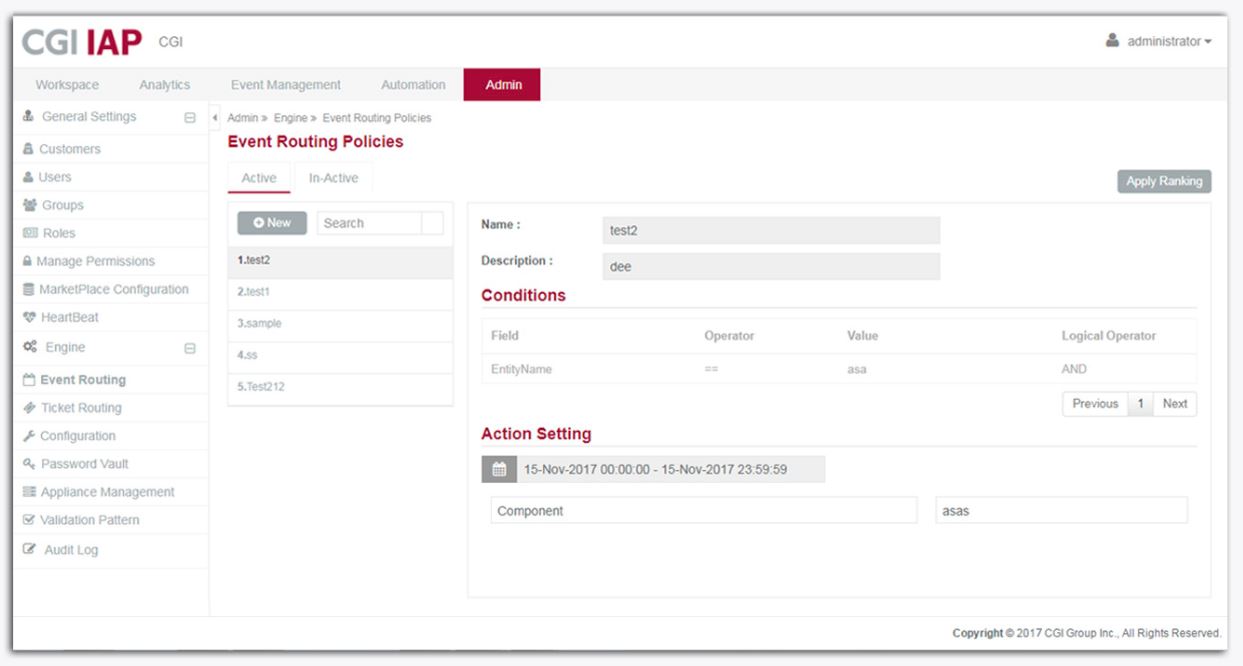 CGI IAP CGI
administrator
Workspace Analytics Event Management Automation Admin
General Settings
Customers
Users
Groups
Roles
Manage Permissions
MarketPlace Configuration
HeartBeat
Engine
Event Routing
Ticket Routing
Configuration
Password Vault
Appliance Management
Validation Pattern
Audit Log
Admin » Engine » Event Routing Policies
Event Routing Policies
Active In-Active
Apply Ranking
New Search
1.test2
2.test1
3.sample
4.ss
5.Test212
Name : test2
Description : dee
Conditions
Field Operator Value Logical Operator
EntityName == asa AND
Previous 1 Next
Action Setting
15-Nov-2017 00:00:00 - 15-Nov-2017 23:59:59
Component asas
Copyright © 2017 CGI Group Inc., All Rights Reserved.